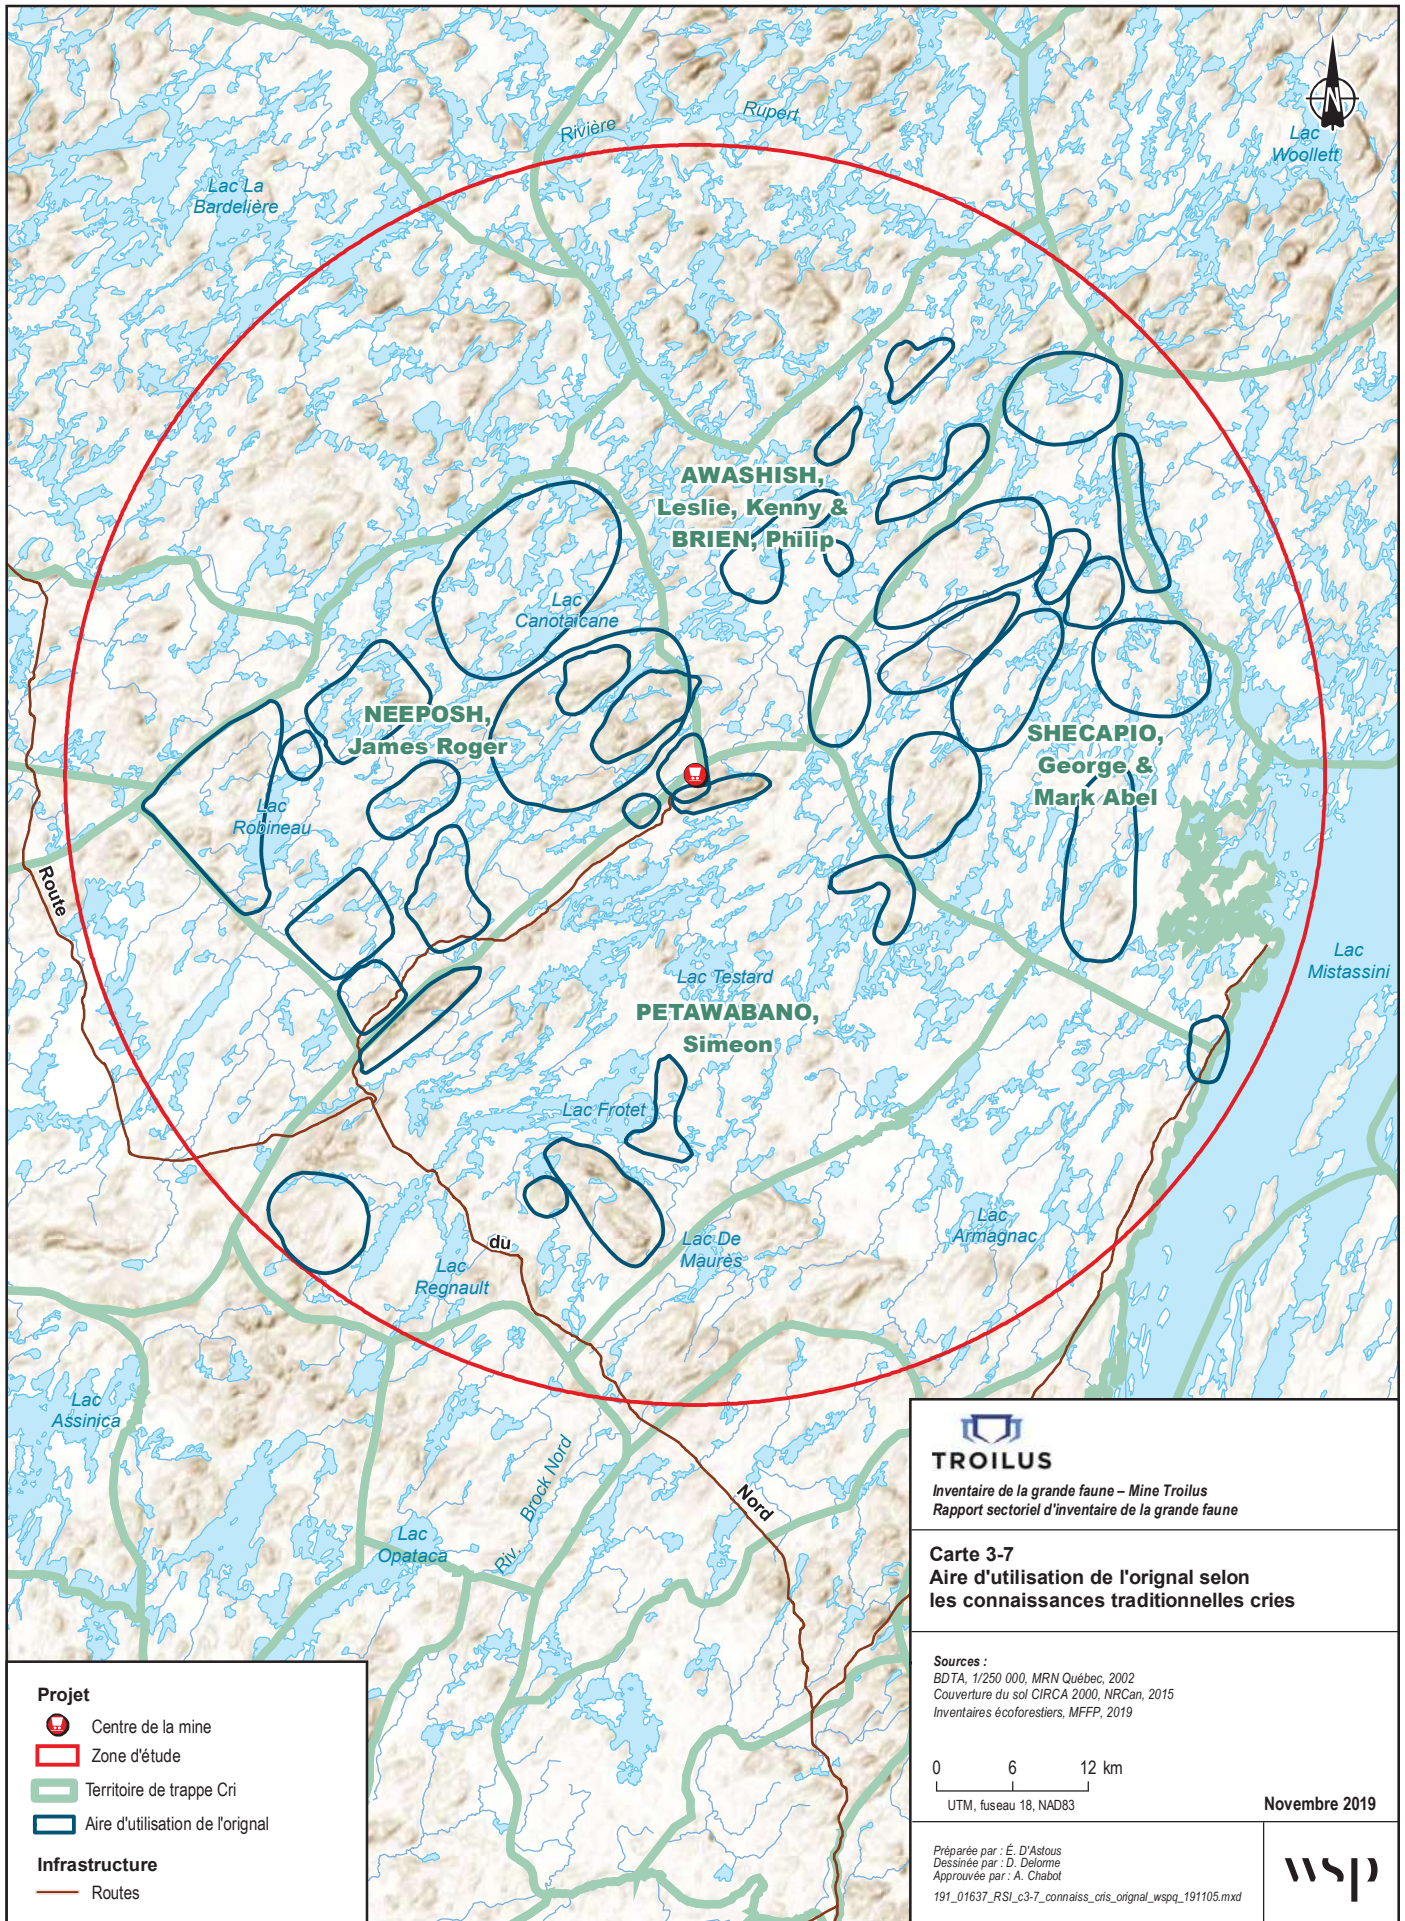 Rivière
Rupert
Lac
Woollett
Lac La
Bardelière
N
AWASHISH,
Leslie, Kenny &
BRIEN, Philip
Lac
Canotaicane
NEEPOSH,
James Roger
SHECAPIO,
George &
Mark Abel
Lac
Robineau
Route
Lac
Mistassini
Lac Testard
PETAWABANO,
Simeon
Lac Frotet
Lac
Armagnac
Lac De
Maurès
du
Lac
Regnault
Lac
Assinica
Riv. Brock Nord
Nord
Lac
Opataca
TROILUS
Inventaire de la grande faune – Mine Troilus
Rapport sectoriel d'inventaire de la grande faune
Carte 3-7
Aire d'utilisation de l'orignal selon
les connaissances traditionnelles cries
Sources :
BDTA, 1/250 000, MRN Québec, 2002
Couverture du sol CIRCA 2000, NRCan, 2015
Inventaires écoforestiers, MFFP, 2019
0 6 12 km
UTM, fuseau 18, NAD83
Novembre 2019
Préparée par : É. D'Astous
Dessinée par : D. Delorme
Approuvée par : A. Chabot
191_01637_RSI_c3-7_connaiss_cris_orignal_wspq_191105.mxd
wsp
Projet
Centre de la mine
Zone d'étude
Territoire de trappe Cri
Aire d'utilisation de l'orignal
Infrastructure
Routes